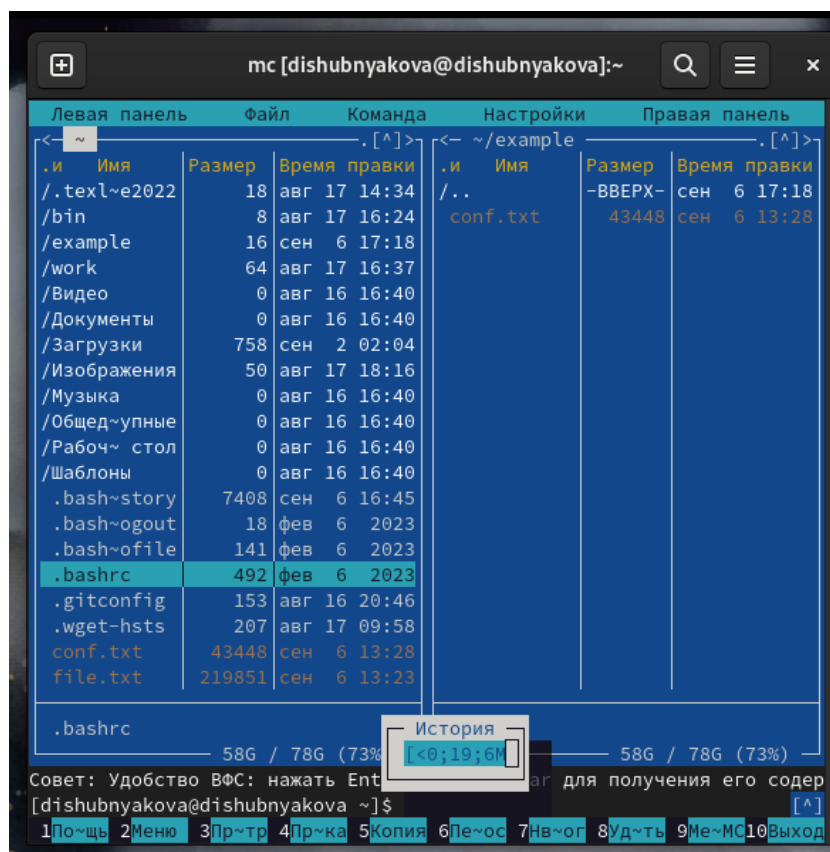 mc [dishubnyakova@dishubnyakova]:~
Левая панель Файл Команда Настройки Правая панель
<— ~ .[^]> <— ~/example .[^]>
.и Имя Размер Время правки .и Имя Размер Время правки
/.texl~e2022 18 авг 17 14:34 /.. -ВВЕРХ- сен 6 17:18
/bin 8 авг 17 16:24 conf.txt 43448 сен 6 13:28
/example 16 сен 6 17:18
/work 64 авг 17 16:37
/Видео 0 авг 16 16:40
/Документы 0 авг 16 16:40
/Загрузки 758 сен 2 02:04
/Изображения 50 авг 17 18:16
/Музыка 0 авг 16 16:40
/Общед~упные 0 авг 16 16:40
/Рабоч~ стол 0 авг 16 16:40
/Шаблоны 0 авг 16 16:40
.bash~story 7408 сен 6 16:45
.bash~ogout 18 фев 6 2023
.bash~ofile 141 фев 6 2023
.bashrc 492 фев 6 2023
.gitconfig 153 авг 16 20:46
.wget-hsts 207 авг 17 09:58
conf.txt 43448 сен 6 13:28
file.txt 219851 сен 6 13:23
.bashrc
История
58G / 78G (73% [<0;19;6M 58G / 78G (73%)
Совет: Удобство ВФС: нажать Ent ar для получения его содер
[dishubnyakova@dishubnyakova ~]$ [^]
1По~щь 2Меню 3Пр~тр 4Пр~ка 5Копия 6Пе~ос 7Нв~ог 8Уд~ть 9Ме~МС 10Выход